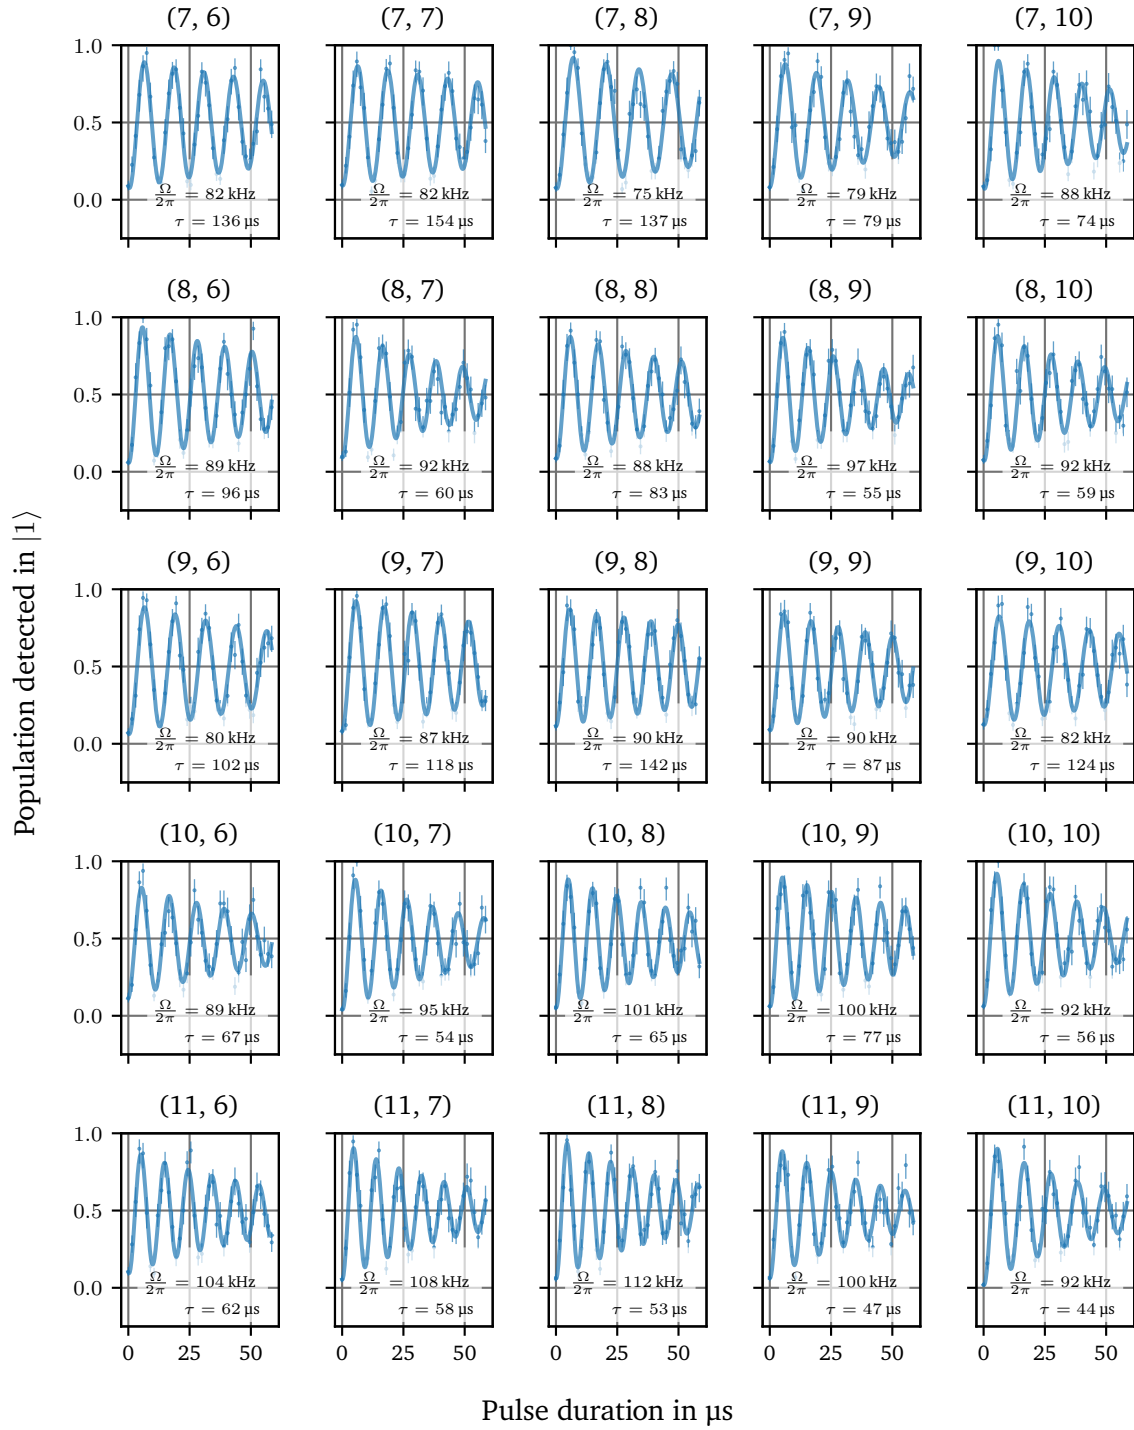 (7, 6) (7, 7) (7, 8) (7, 9) (7, 10)
1.0
0.5
0.0
Ω/2π = 82 kHz Ω/2π = 82 kHz Ω/2π = 75 kHz Ω/2π = 79 kHz Ω/2π = 88 kHz
τ = 136 µs τ = 154 µs τ = 137 µs τ = 79 µs τ = 74 µs
(8, 6) (8, 7) (8, 8) (8, 9) (8, 10)
1.0
0.5
0.0
Ω/2π = 89 kHz Ω/2π = 92 kHz Ω/2π = 88 kHz Ω/2π = 97 kHz Ω/2π = 92 kHz
τ = 96 µs τ = 60 µs τ = 83 µs τ = 55 µs τ = 59 µs
Population detected in |1⟩
(9, 6) (9, 7) (9, 8) (9, 9) (9, 10)
1.0
0.5
0.0
Ω/2π = 80 kHz Ω/2π = 87 kHz Ω/2π = 90 kHz Ω/2π = 90 kHz Ω/2π = 82 kHz
τ = 102 µs τ = 118 µs τ = 142 µs τ = 87 µs τ = 124 µs
(10, 6) (10, 7) (10, 8) (10, 9) (10, 10)
1.0
0.5
0.0
Ω/2π = 89 kHz Ω/2π = 95 kHz Ω/2π = 101 kHz Ω/2π = 100 kHz Ω/2π = 92 kHz
τ = 67 µs τ = 54 µs τ = 65 µs τ = 77 µs τ = 56 µs
(11, 6) (11, 7) (11, 8) (11, 9) (11, 10)
1.0
0.5
0.0
Ω/2π = 104 kHz Ω/2π = 108 kHz Ω/2π = 112 kHz Ω/2π = 100 kHz Ω/2π = 92 kHz
τ = 62 µs τ = 58 µs τ = 53 µs τ = 47 µs τ = 44 µs
0 25 50 0 25 50 0 25 50 0 25 50 0 25 50
Pulse duration in µs